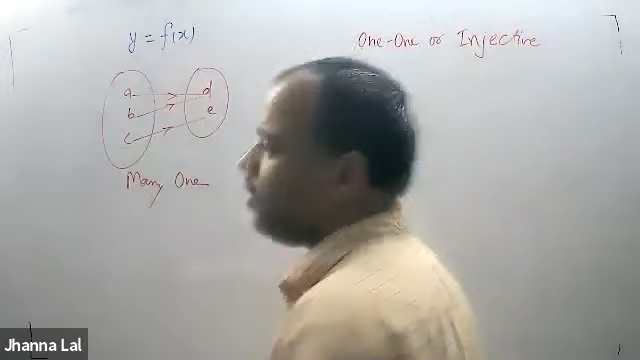 y = f(x)
One-One or Injective
a
b
c
d
e
Many One
Jhanna Lal